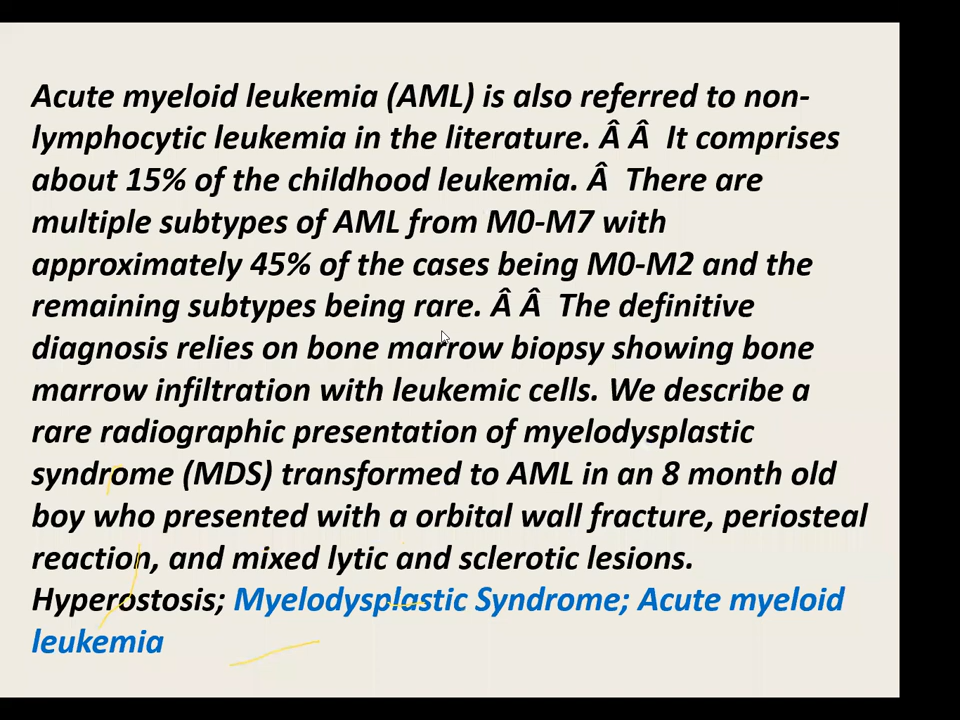 Acute myeloid leukemia (AML) is also referred to non-
lymphocytic leukemia in the literature. Â Â  It comprises
about 15% of the childhood leukemia. Â  There are
multiple subtypes of AML from M0-M7 with
approximately 45% of the cases being M0-M2 and the
remaining subtypes being rare. Â Â  The definitive
diagnosis relies on bone marrow biopsy showing bone
marrow infiltration with leukemic cells. We describe a
rare radiographic presentation of myelodysplastic
syndrome (MDS) transformed to AML in an 8 month old
boy who presented with a orbital wall fracture, periosteal
reaction, and mixed lytic and sclerotic lesions.
Hyperostosis; Myelodysplastic Syndrome; Acute myeloid
leukemia